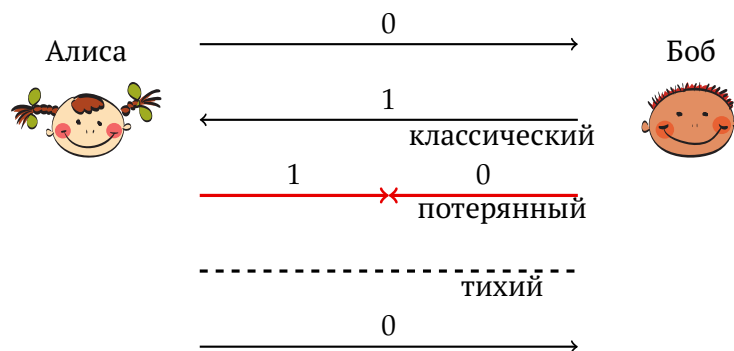 0
Алиса
Боб
1
классический
1 0
потерянный
тихий
0